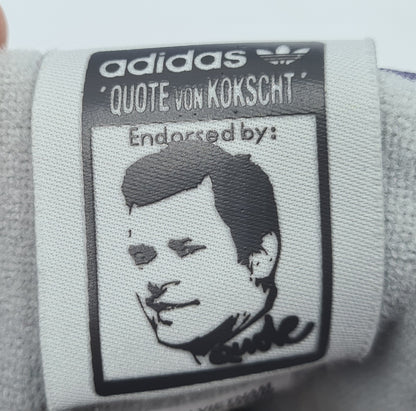 adidas
"QUOTE VON KOKSCHT"
Endorsed by: